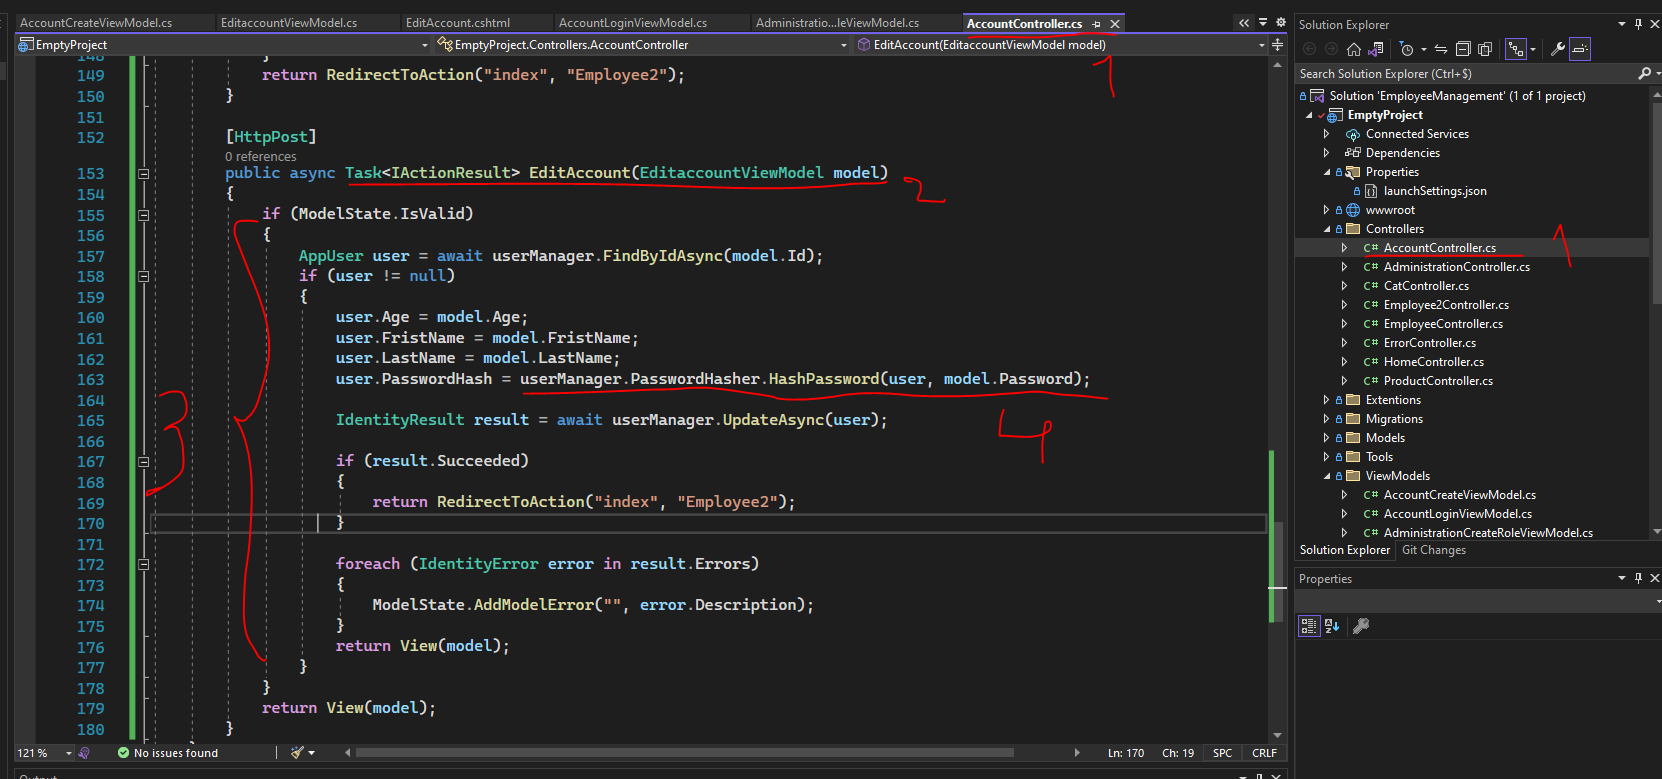 AccountCreateViewModel.cs EditaccountViewModel.cs EditAccount.cshtml AccountLoginViewModel.cs Administratio...leViewModel.cs AccountController.cs
EmptyProject EmptyProject.Controllers.AccountController EditAccount(EditaccountViewModel model)
148 }
149 return RedirectToAction("index", "Employee2");
150 }
151
152 [HttpPost]
0 references
153 public async Task<IActionResult> EditAccount(EditaccountViewModel model)
154 {
155 if (ModelState.IsValid)
156 {
157 AppUser user = await userManager.FindByIdAsync(model.Id);
158 if (user != null)
159 {
160 user.Age = model.Age;
161 user.FristName = model.FristName;
162 user.LastName = model.LastName;
163 user.PasswordHash = userManager.PasswordHasher.HashPassword(user, model.Password);
164
165 IdentityResult result = await userManager.UpdateAsync(user);
166
167 if (result.Succeeded)
168 {
169 return RedirectToAction("index", "Employee2");
170 }
171
172 foreach (IdentityError error in result.Errors)
173 {
174 ModelState.AddModelError("", error.Description);
175 }
176 return View(model);
177 }
178 }
179 return View(model);
180 }
1
2
3
4
121 % No issues found Ln: 170 Ch: 19 SPC CRLF
Solution Explorer
Search Solution Explorer (Ctrl+$)
Solution 'EmployeeManagement' (1 of 1 project)
EmptyProject
Connected Services
Dependencies
Properties
launchSettings.json
wwwroot
Controllers
C# AccountController.cs
1
C# AdministrationController.cs
C# CatController.cs
C# Employee2Controller.cs
C# EmployeeController.cs
C# ErrorController.cs
C# HomeController.cs
C# ProductController.cs
Extentions
Migrations
Models
Tools
ViewModels
C# AccountCreateViewModel.cs
C# AccountLoginViewModel.cs
C# AdministrationCreateRoleViewModel.cs
Solution Explorer Git Changes
Properties
Output